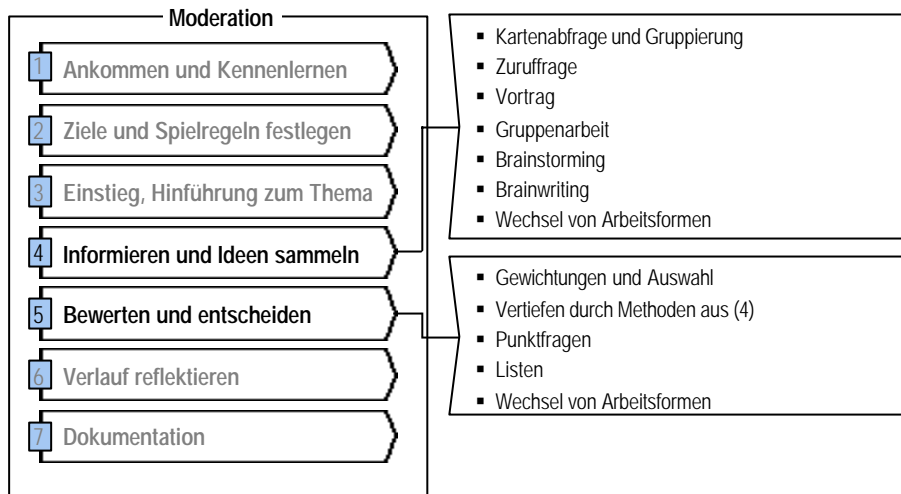 Moderation
1 Ankommen und Kennenlernen
2 Ziele und Spielregeln festlegen
3 Einstieg, Hinführung zum Thema
4 Informieren und Ideen sammeln
5 Bewerten und entscheiden
6 Verlauf reflektieren
7 Dokumentation
▪ Kartenabfrage und Gruppierung
▪ Zuruffrage
▪ Vortrag
▪ Gruppenarbeit
▪ Brainstorming
▪ Brainwriting
▪ Wechsel von Arbeitsformen
▪ Gewichtungen und Auswahl
▪ Vertiefen durch Methoden aus (4)
▪ Punktfragen
▪ Listen
▪ Wechsel von Arbeitsformen